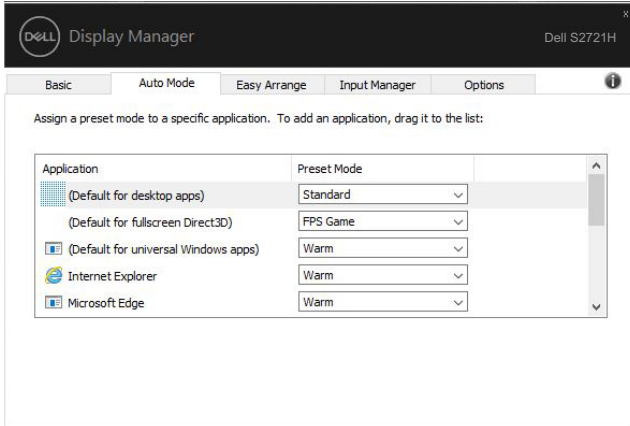 DELL Display Manager
x
Dell S2721H
Basic Auto Mode Easy Arrange Input Manager Options
Assign a preset mode to a specific application. To add an application, drag it to the list:
Application Preset Mode
(Default for desktop apps) Standard
(Default for fullscreen Direct3D) FPS Game
(Default for universal Windows apps) Warm
Internet Explorer Warm
Microsoft Edge Warm